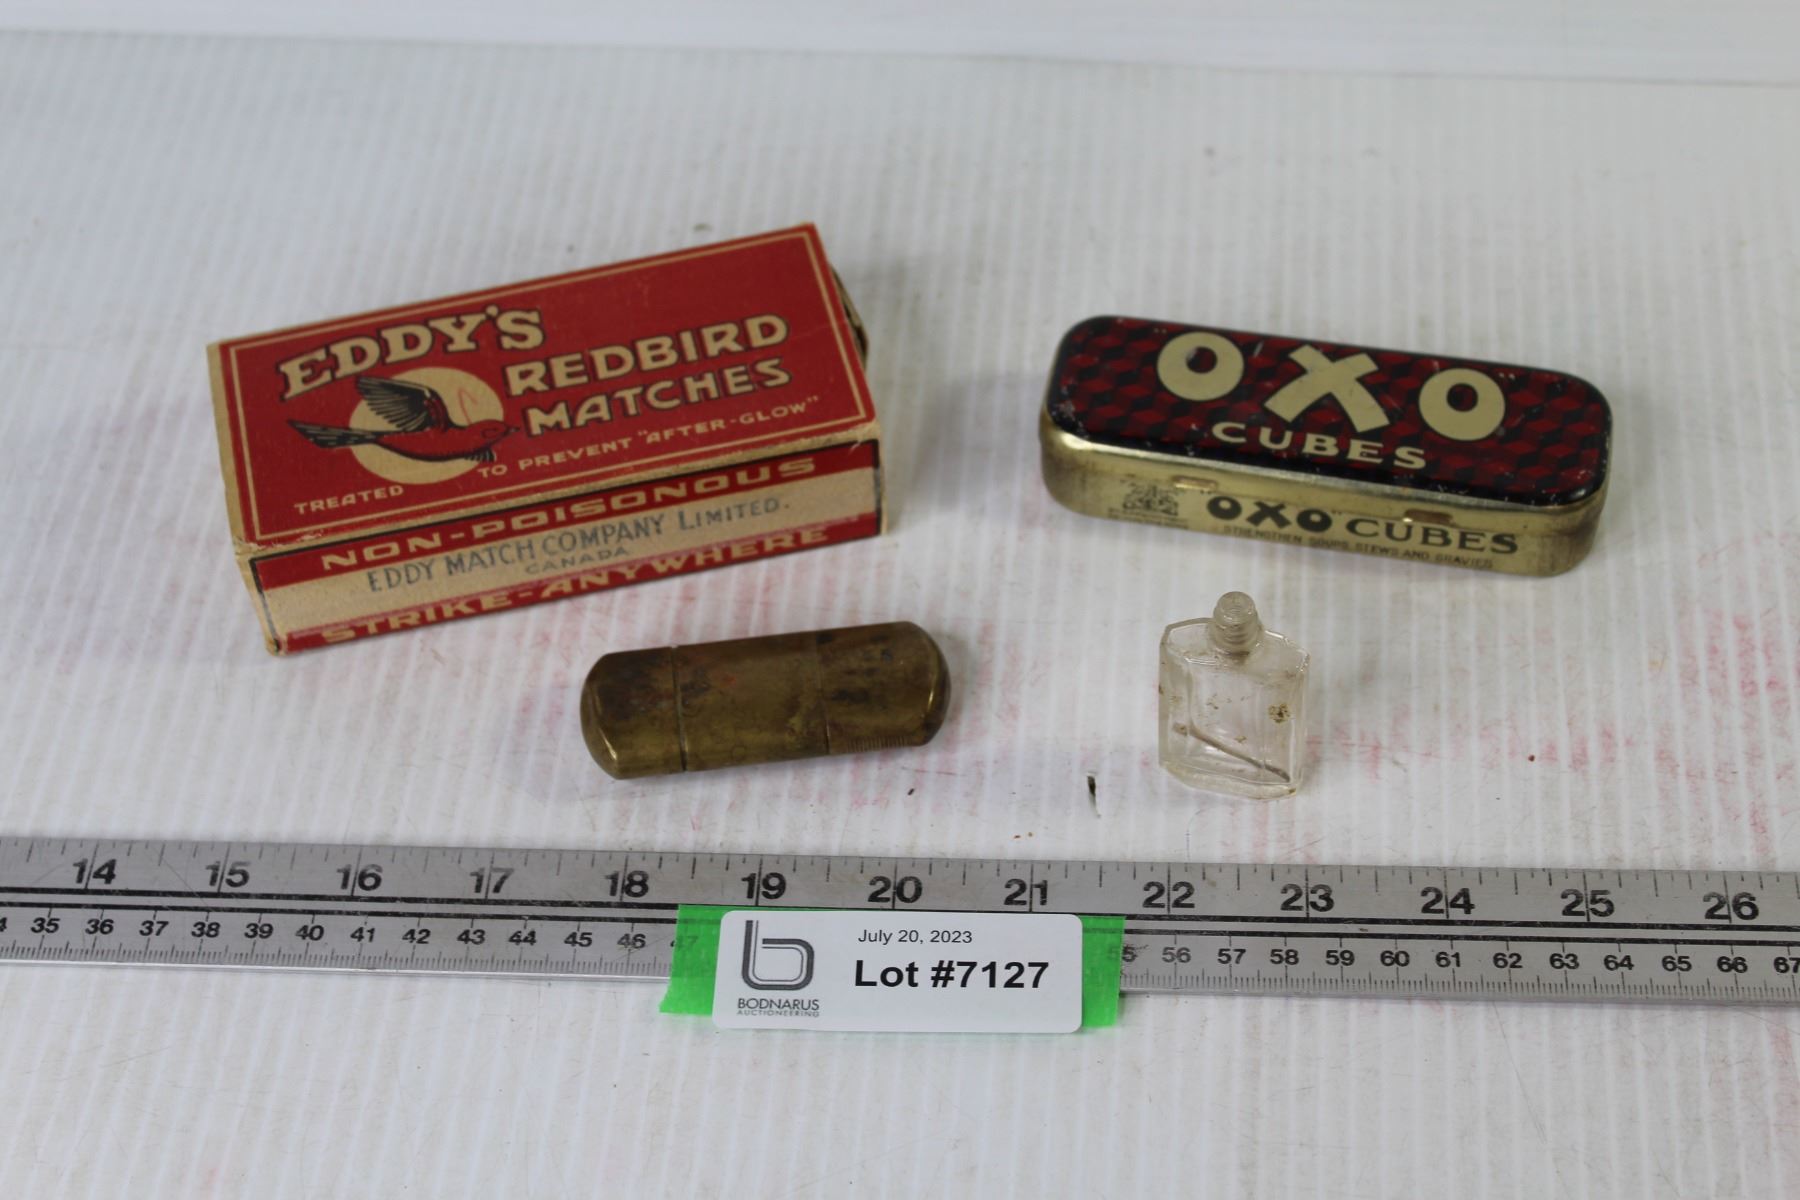 EDDY'S
REDBIRD
MATCHES
TREATED TO PREVENT "AFTER-GLOW"
NON-POISONOUS
EDDY MATCH COMPANY LIMITED.
CANADA
STRIKE-ANYWHERE
"OXO"
CUBES
"OXO" CUBES
STRENGTHEN SOUPS, STEWS AND GRAVIES
14 15 16 17 18 19 20 21 22 23 24 25 26
35 36 37 38 39 40 41 42 43 44 45 46 47 55 56 57 58 59 60 61 62 63 64 65 66 67
July 20, 2023
Lot #7127
BODNARUS
AUCTIONEERING